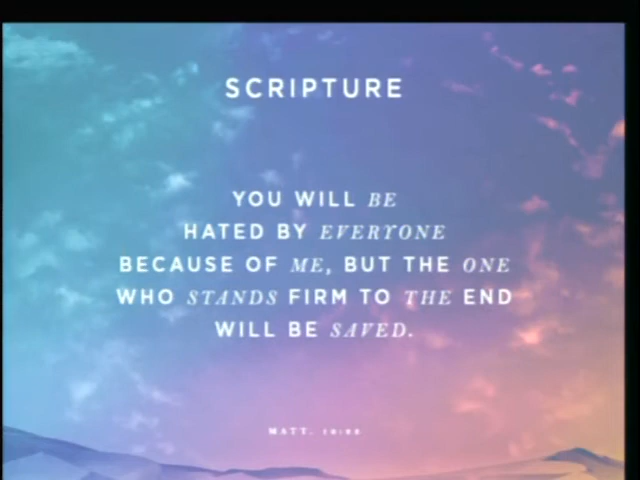 SCRIPTURE
YOU WILL BE
HATED BY EVERYONE
BECAUSE OF ME, BUT THE ONE
WHO STANDS FIRM TO THE END
WILL BE SAVED.
MATT.